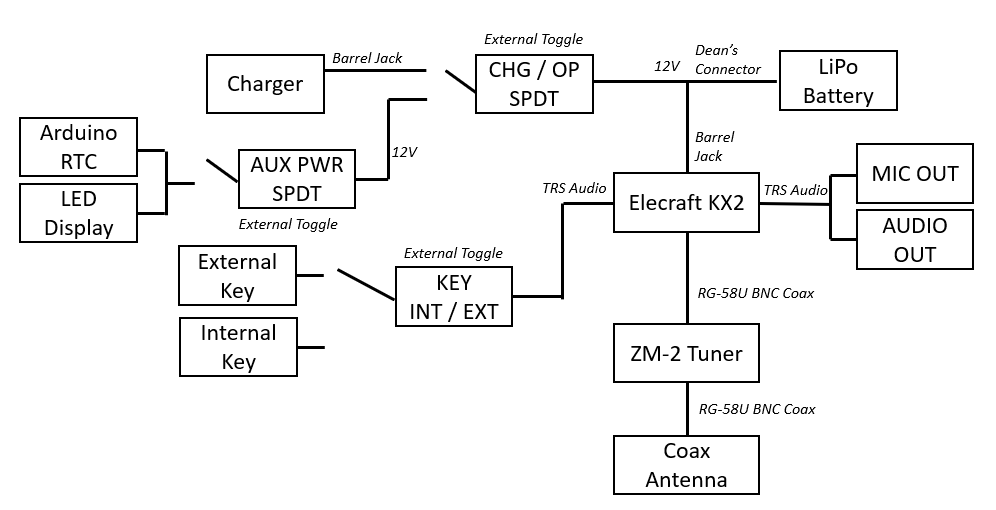 External Toggle
Barrel Jack
Charger
CHG / OP
SPDT
12V
Dean's
Connector
LiPo
Battery
Arduino
RTC
LED
Display
AUX PWR
SPDT
12V
External Toggle
Barrel
Jack
TRS Audio
Elecraft KX2
TRS Audio
MIC OUT
AUDIO
OUT
External
Key
Internal
Key
External Toggle
KEY
INT / EXT
RG-58U BNC Coax
ZM-2 Tuner
RG-58U BNC Coax
Coax
Antenna